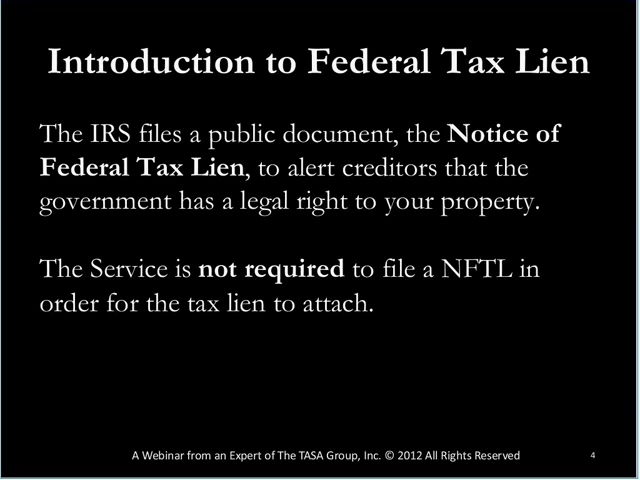 Introduction to Federal Tax Lien
The IRS files a public document, the Notice of
Federal Tax Lien, to alert creditors that the
government has a legal right to your property.
The Service is not required to file a NFTL in
order for the tax lien to attach.
A Webinar from an Expert of The TASA Group, Inc. © 2012 All Rights Reserved
4